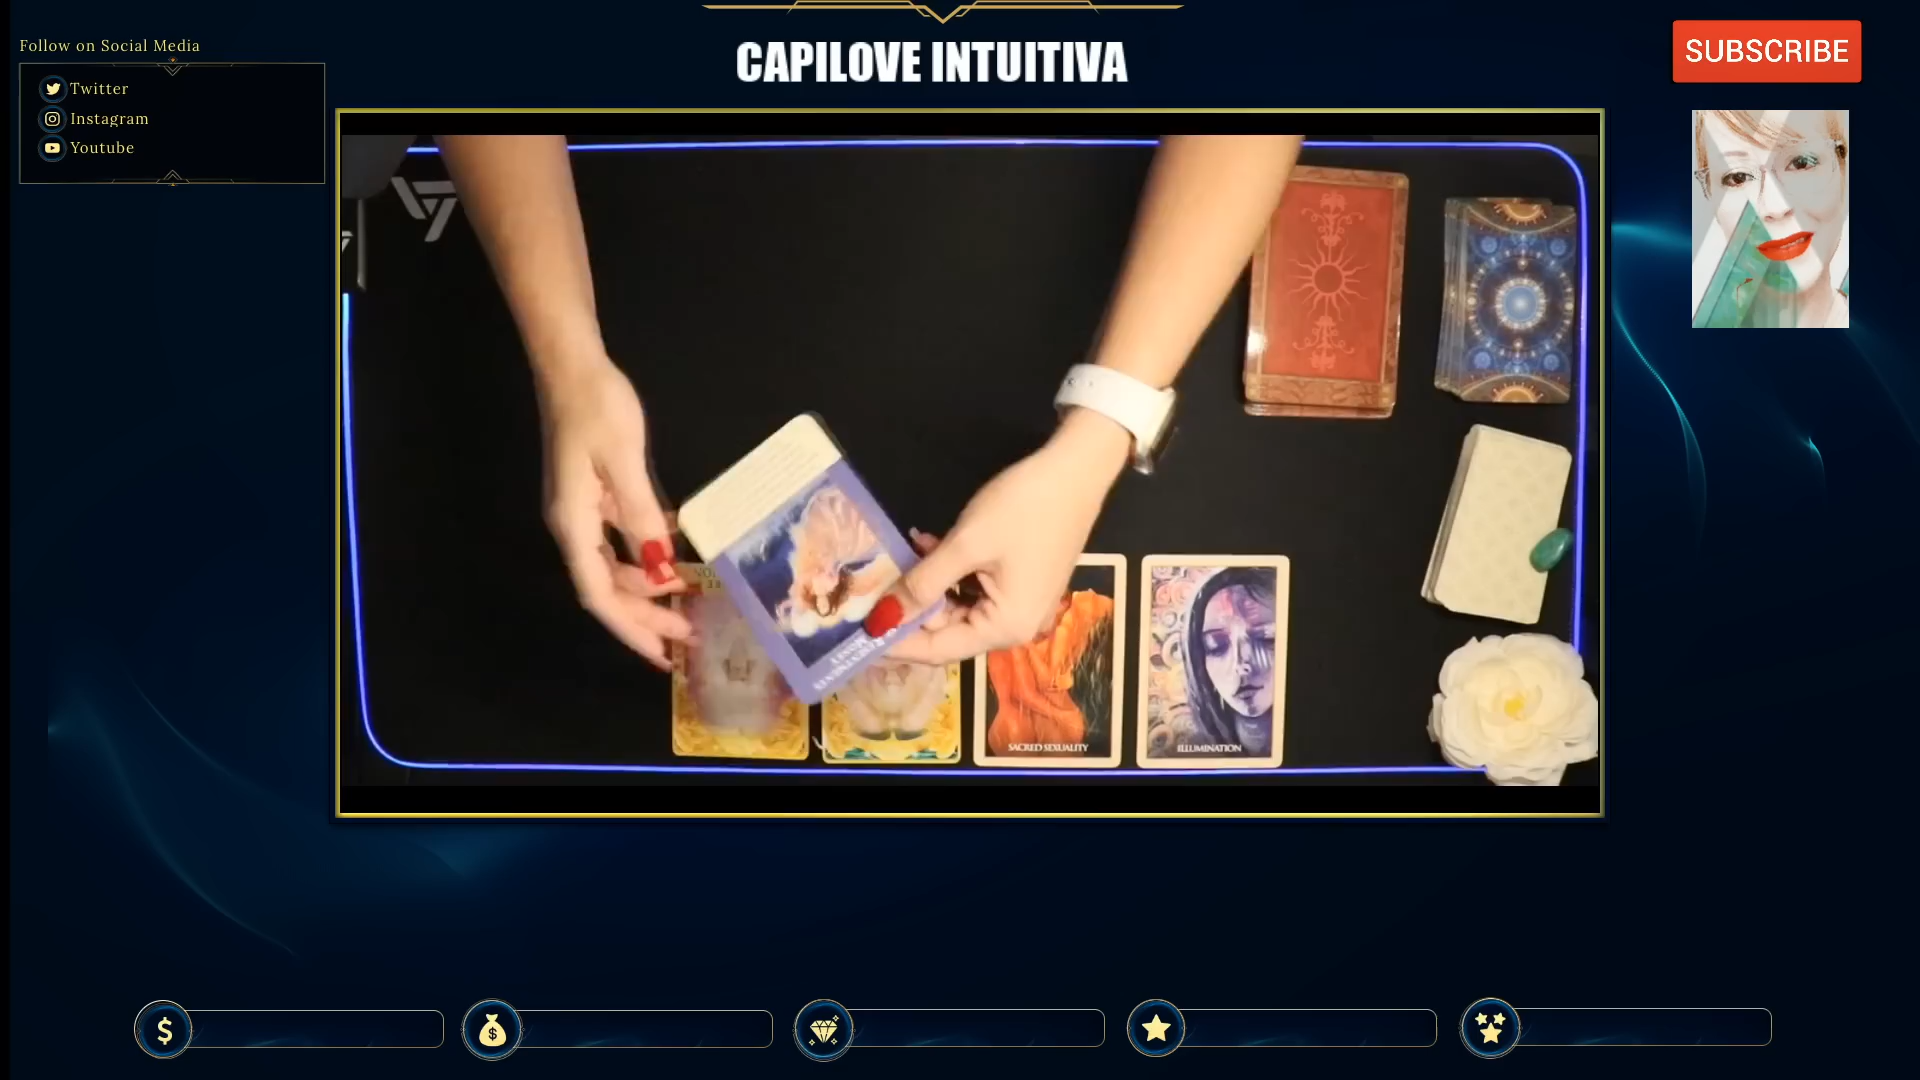 Follow on Social Media
Twitter
Instagram
Youtube
CAPILOVE INTUITIVA
SUBSCRIBE
SACRED SEXUALITY
ILLUMINATION